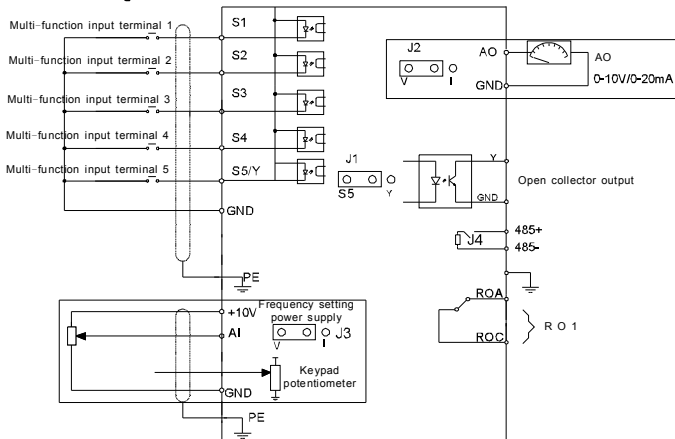 Multi-function input terminal 1
S1
Multi-function input terminal 2
S2
Multi-function input terminal 3
S3
Multi-function input terminal 4
S4
Multi-function input terminal 5
S5/Y
GND
PE
J1
S5
Y
J2
V
I
AO
GND
AO
0-10V/0-20mA
Y
GND
Open collector output
485+
J4
485-
ROA
ROC
RO1
+10V
Frequency setting
power supply
AI
V
I
J3
Keypad
potentiometer
GND
PE